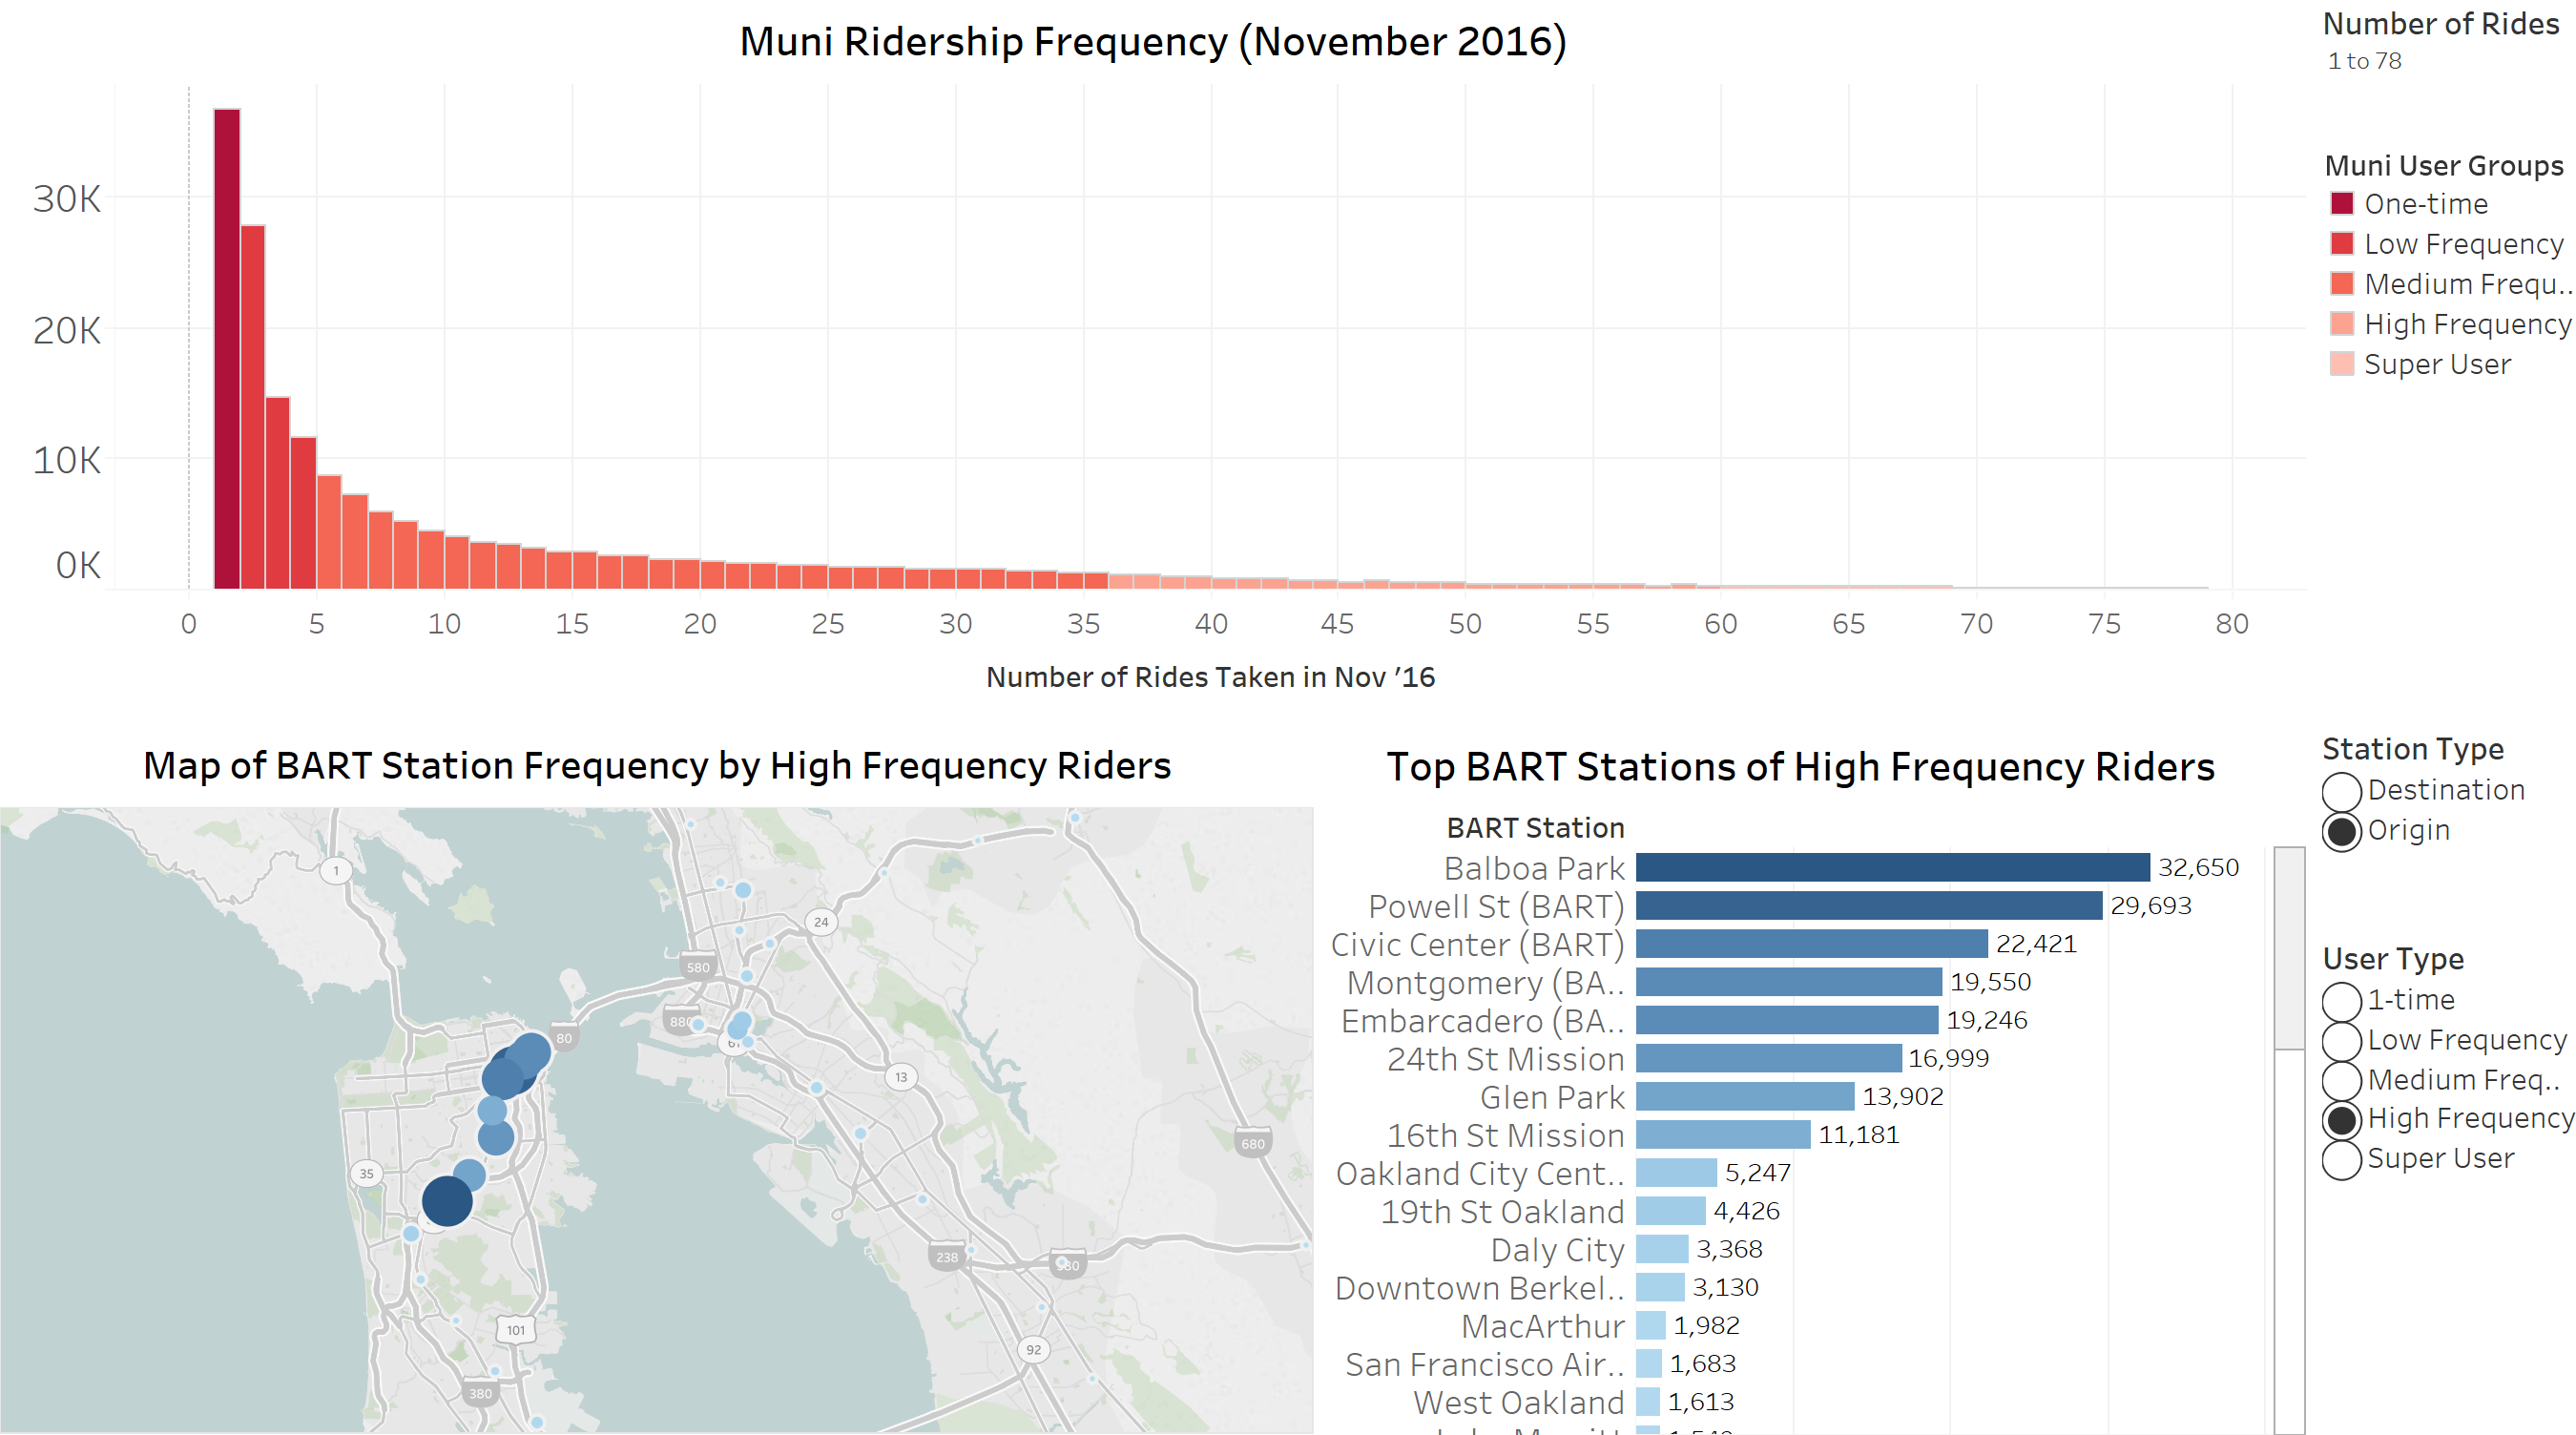 Muni Ridership Frequency (November 2016)
Number of Rides
1 to 78
Muni User Groups
One-time
Low Frequency
Medium Frequ..
High Frequency
Super User
30K
20K
10K
0K
0 5 10 15 20 25 30 35 40 45 50 55 60 65 70 75 80
Number of Rides Taken in Nov ’16
Map of BART Station Frequency by High Frequency Riders
1
24
580
880
80
13
35
680
238
101
92
380
Top BART Stations of High Frequency Riders
BART Station
Balboa Park 32,650
Powell St (BART) 29,693
Civic Center (BART) 22,421
Montgomery (BA.. 19,550
Embarcadero (BA.. 19,246
24th St Mission 16,999
Glen Park 13,902
16th St Mission 11,181
Oakland City Cent.. 5,247
19th St Oakland 4,426
Daly City 3,368
Downtown Berkel.. 3,130
MacArthur 1,982
San Francisco Air.. 1,683
West Oakland 1,613
Station Type
Destination
Origin
User Type
1-time
Low Frequency
Medium Freq..
High Frequency
Super User